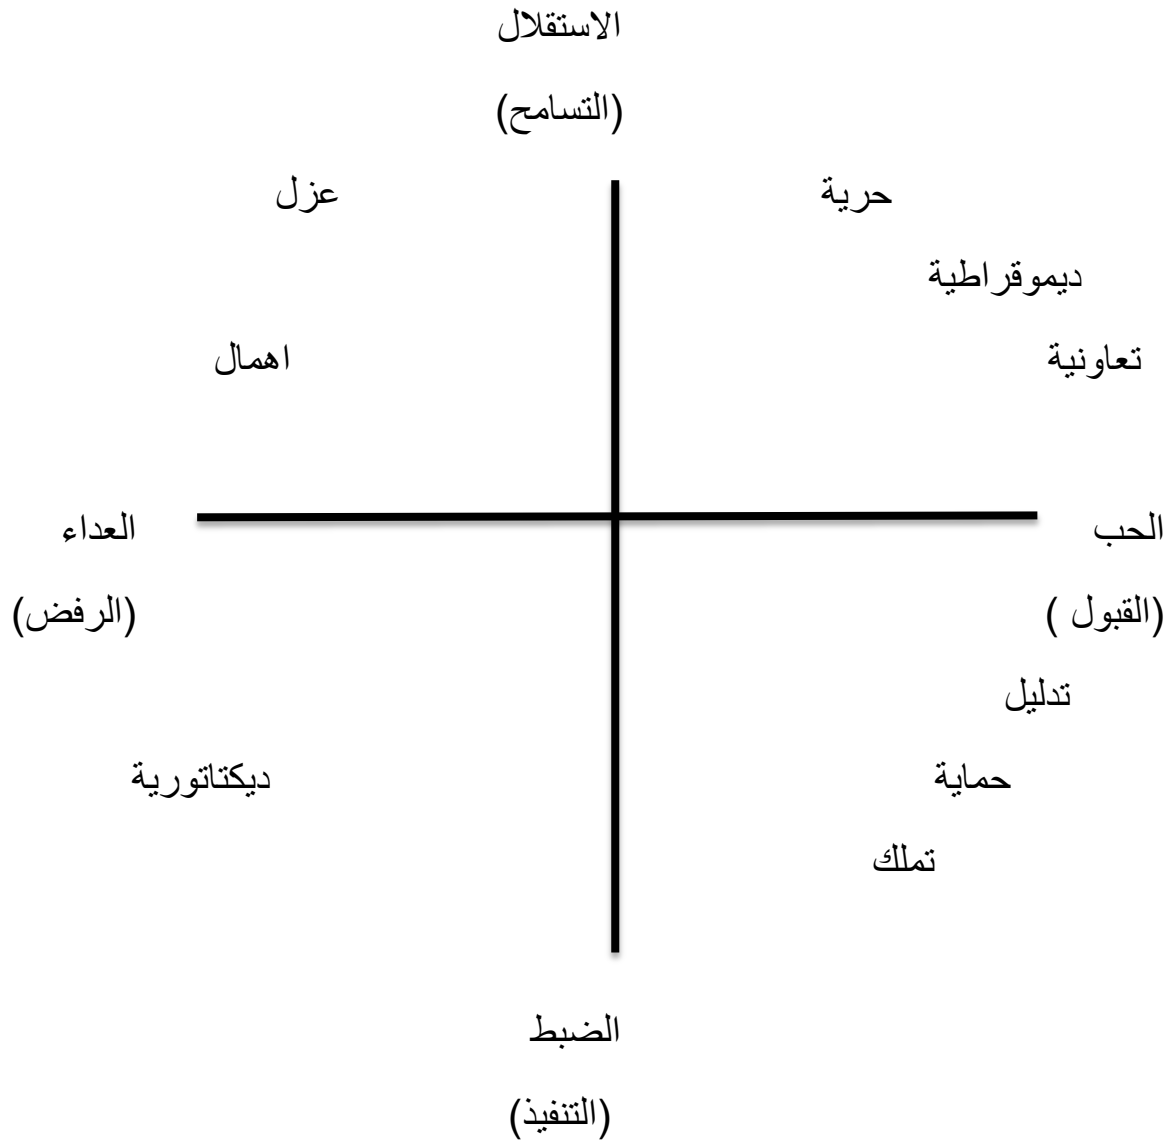 الاستقلال
(التسامح)
حرية
عزل
ديموقراطية
تعاونية
اهمال
الحب
العداء
(القبول )
(الرفض)
تدليل
حماية
ديكتاتورية
تملك
الضبط
(التنفيذ)